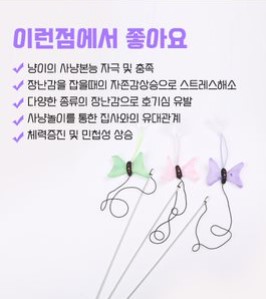 이런점에서 좋아요
냥이의 사냥본능 자극 및 충족
장난감을 잡을때의 자존감상승으로 스트레스해소
다양한 종류의 장난감으로 호기심 유발
사냥놀이를 통한 집사와의 유대관계
체력증진 및 민첩성 상승